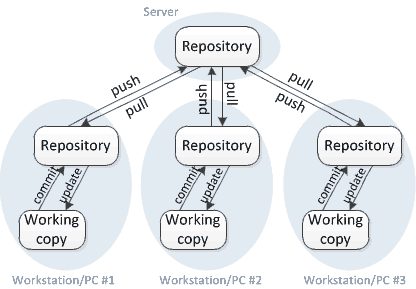 Server
Repository
push
pull
push
pull
pull
push
Repository
Repository
Repository
commit
update
commit
update
commit
update
Working
copy
Working
copy
Working
copy
Workstation/PC #1
Workstation/PC #2
Workstation/PC #3